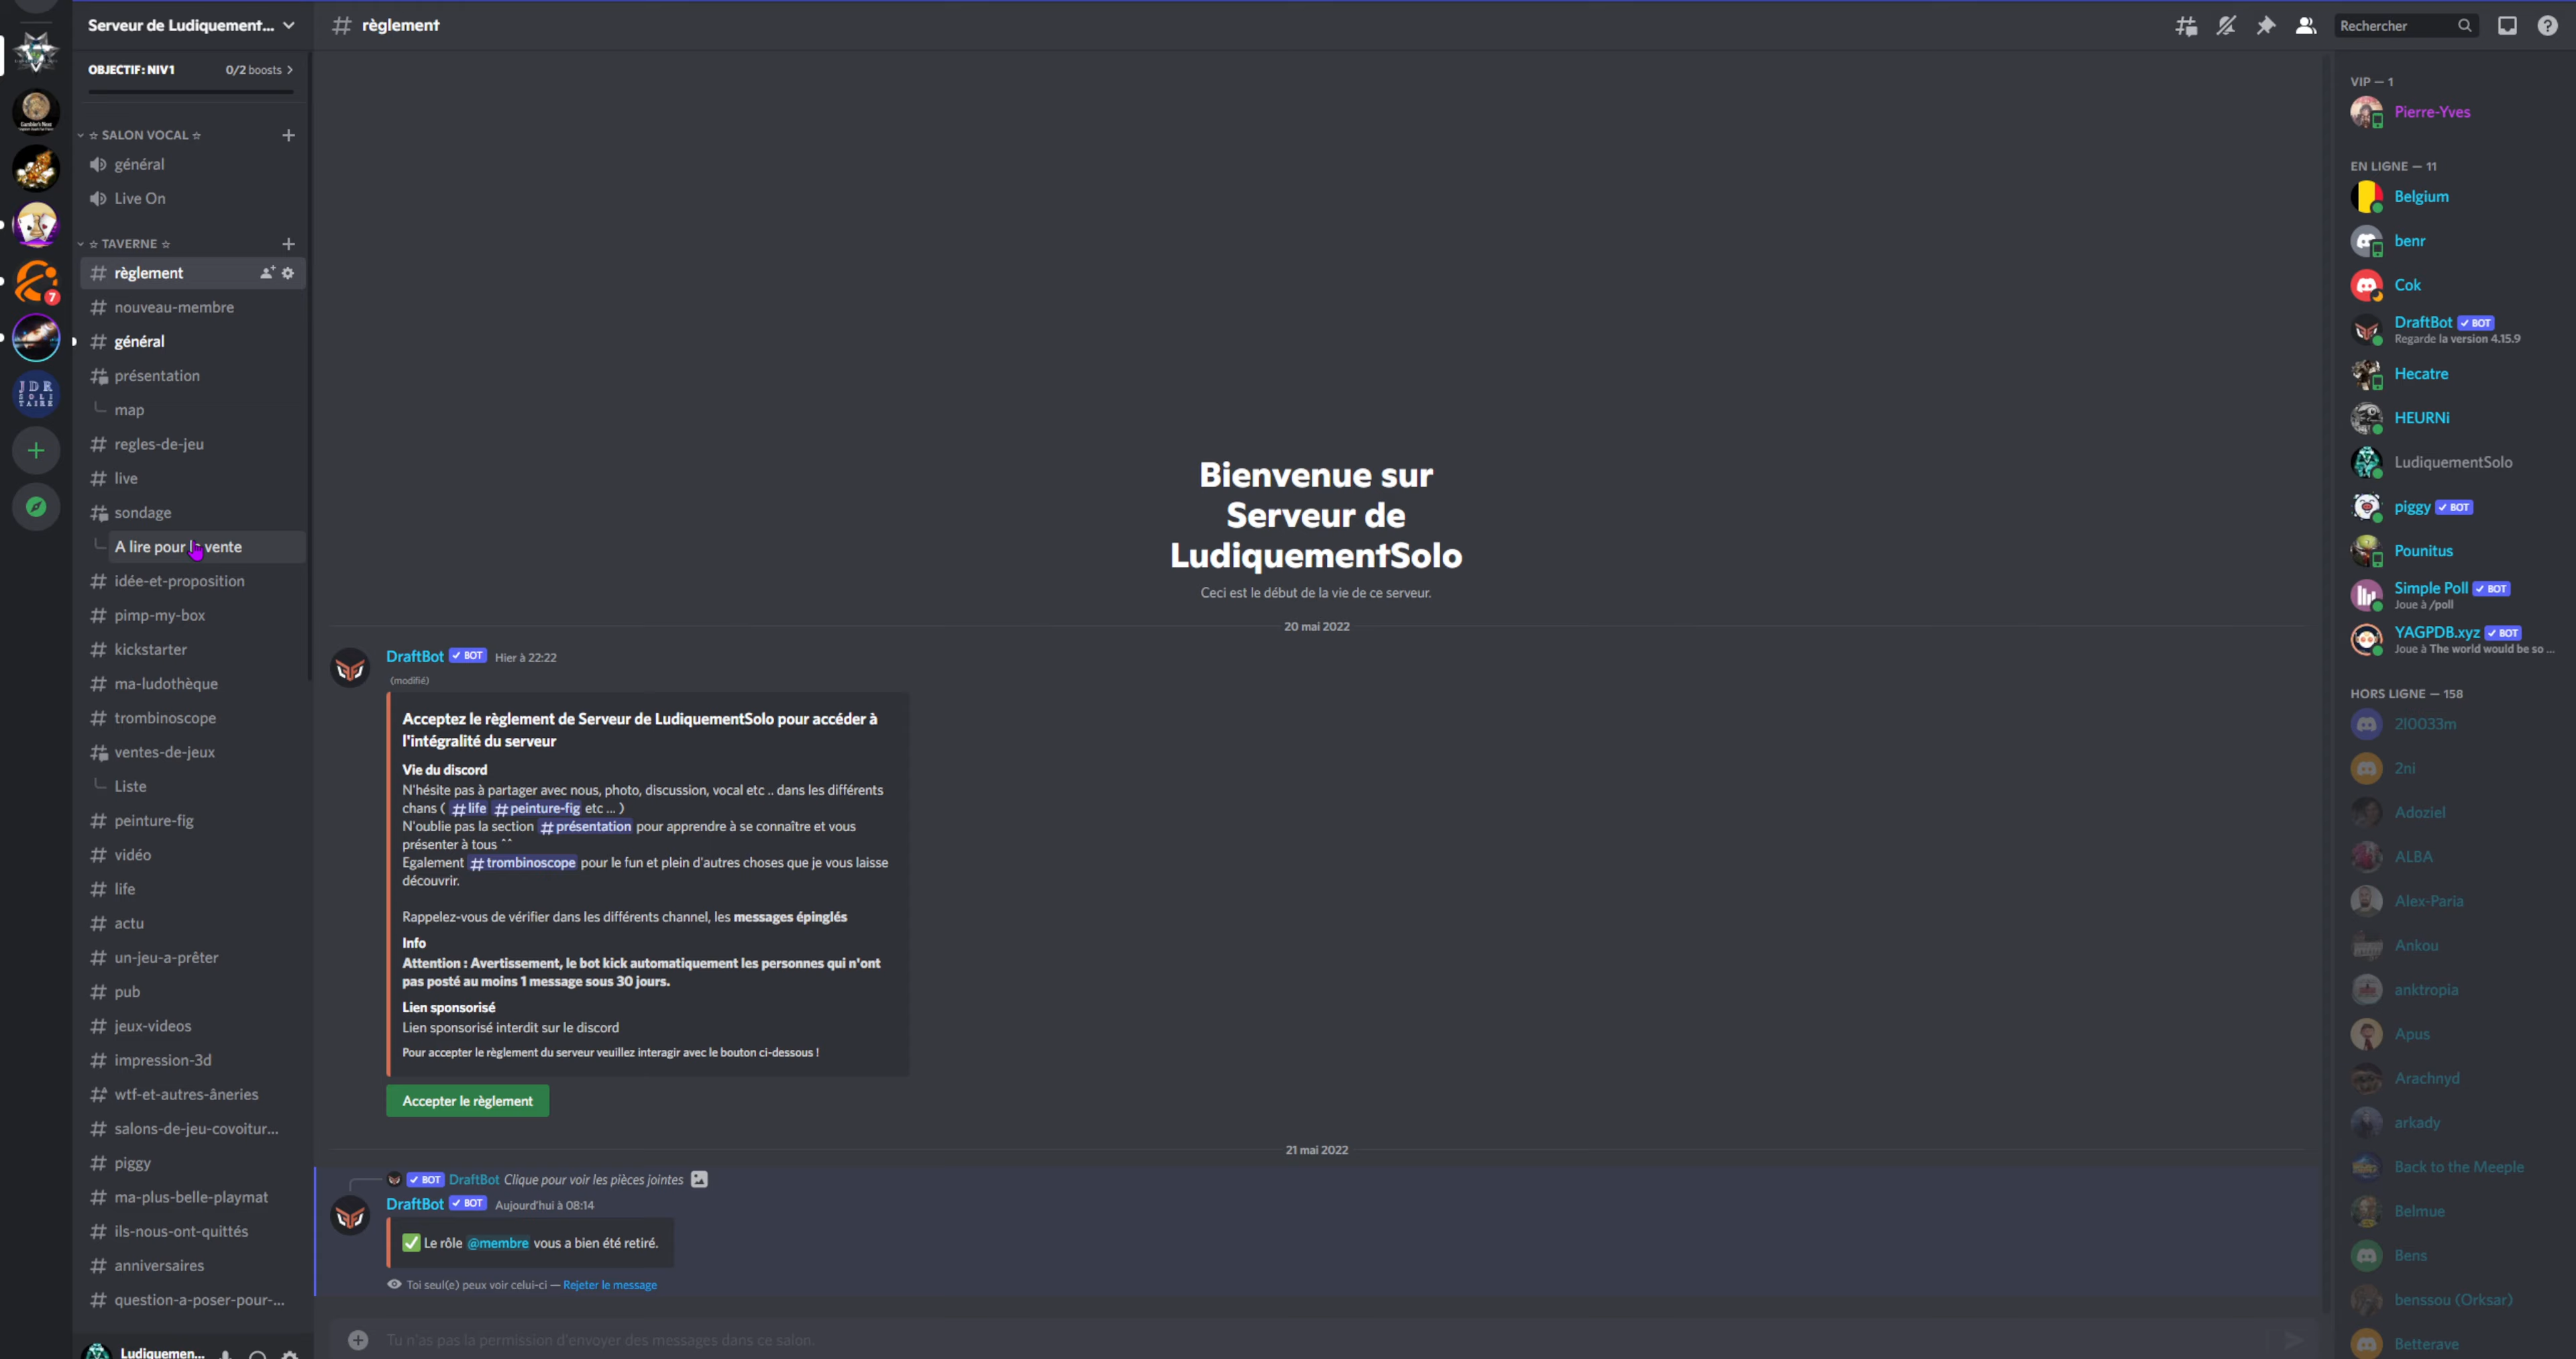 Serveur de Ludiquement...
OBJECTIF: NIV1
0/2 boosts
☆ SALON VOCAL ☆
général
Live On
☆ TAVERNE ☆
règlement
nouveau-membre
général
présentation
map
regles-de-jeu
live
sondage
A lire pour la vente
idée-et-proposition
pimp-my-box
kickstarter
ma-ludothèque
trombinoscope
ventes-de-jeux
Liste
peinture-fig
vidéo
life
actu
un-jeu-a-prêter
pub
jeux-videos
impression-3d
wtf-et-autres-âneries
salons-de-jeu-covoitur...
piggy
ma-plus-belle-playmat
ils-nous-ont-quittés
anniversaires
question-a-poser-pour-...
Ludiquemen...
7
JDR
SOLI
TAIRE
# règlement
Rechercher
Bienvenue sur
Serveur de
LudiquementSolo
Ceci est le début de la vie de ce serveur.
20 mai 2022
DraftBot ✓ BOT Hier à 22:22
(modifié)
Acceptez le règlement de Serveur de LudiquementSolo pour accéder à
l'intégralité du serveur
Vie du discord
N'hésite pas à partager avec nous, photo, discussion, vocal etc .. dans les différents
chans ( #life #peinture-fig etc ... )
N'oublie pas la section #présentation pour apprendre à se connaître et vous
présenter à tous ^^
Egalement #trombinoscope pour le fun et plein d'autres choses que je vous laisse
découvrir.
Rappelez-vous de vérifier dans les différents channel, les messages épinglés
Info
Attention : Avertissement, le bot kick automatiquement les personnes qui n'ont
pas posté au moins 1 message sous 30 jours.
Lien sponsorisé
Lien sponsorisé interdit sur le discord
Pour accepter le règlement du serveur veuillez interagir avec le bouton ci-dessous !
Accepter le règlement
21 mai 2022
✓ BOT DraftBot Clique pour voir les pièces jointes
DraftBot ✓ BOT Aujourd'hui à 08:14
✅ Le rôle @membre vous a bien été retiré.
Toi seul(e) peux voir celui-ci — Rejeter le message
Tu n'as pas la permission d'envoyer des messages dans ce salon.
VIP — 1
Pierre-Yves
EN LIGNE — 11
Belgium
benr
Cok
DraftBot ✓ BOT
Regarde la version 4.15.9
Hecatre
HEURNi
LudiquementSolo
piggy ✓ BOT
Pounitus
Simple Poll ✓ BOT
Joue à /poll
YAGPDB.xyz ✓ BOT
Joue à The world would be so ...
HORS LIGNE — 158
210033m
2ni
Adoziel
ALBA
Alex-Paria
Ankou
anktropia
Apus
Arachnyd
arkady
Back to the Meeple
Belmue
Bens
benssou (Orksar)
Betterave